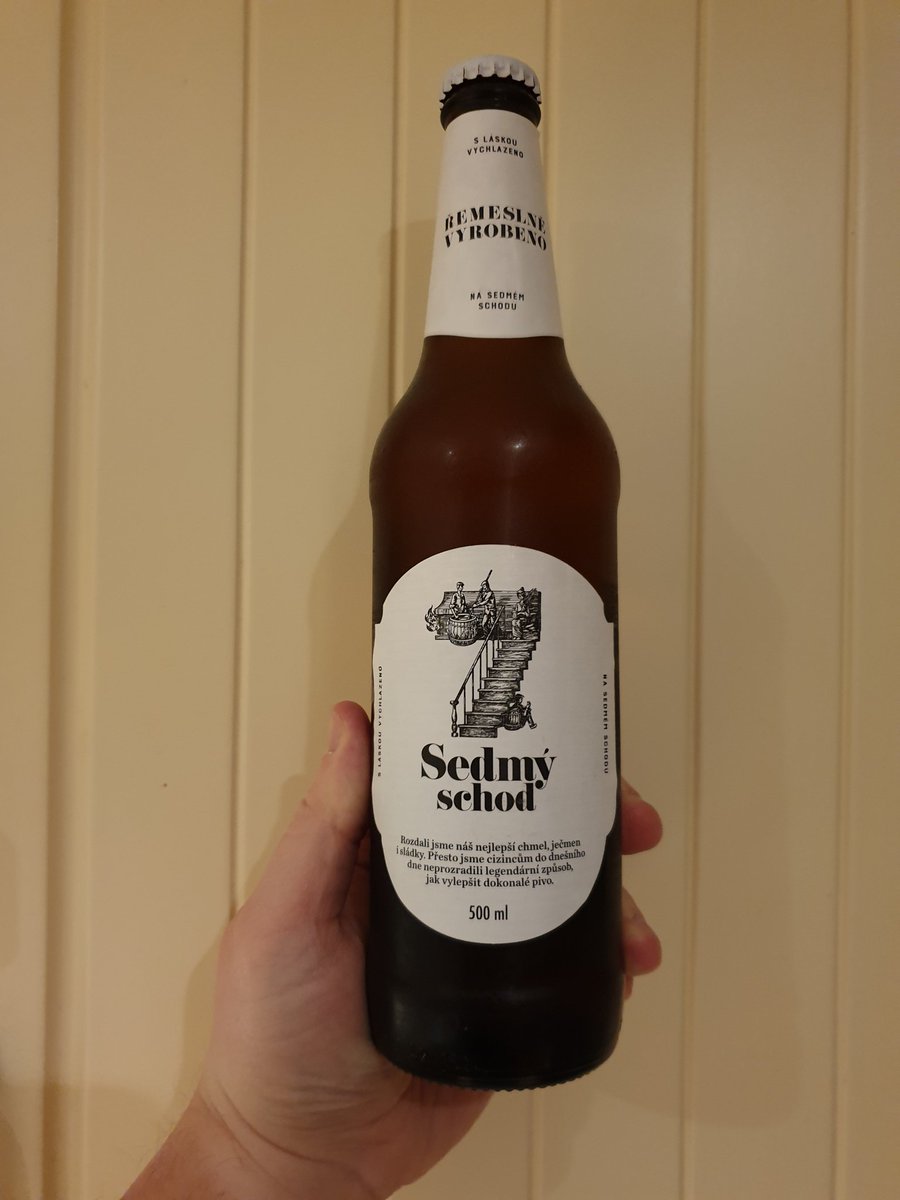 S LÁSKOU
VYCHLAZENO
ŘEMESLNĚ
VYROBENO
NA SEDMÉM
SCHODU
S LÁSKOU VYCHLAZENO
NA SEDMÉM SCHODU
7
Sedmý
schod
Rozdali jsme náš nejlepší chmel, ječmen
i sládky. Přesto jsme cizincům do dnešního
dne neprozradili legendární způsob,
jak vylepšit dokonalé pivo.
500 ml